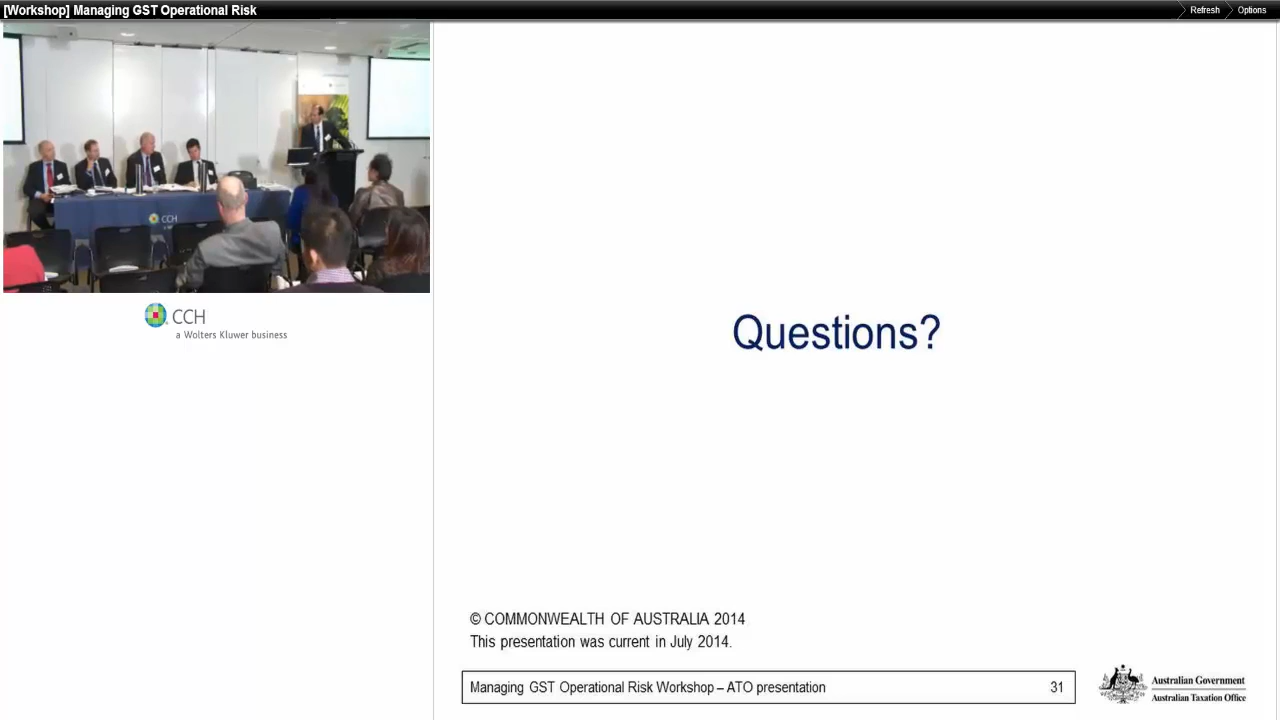 [Workshop] Managing GST Operational Risk
Refresh
Options
CCH
CCH
a Wolters Kluwer business
Questions?
© COMMONWEALTH OF AUSTRALIA 2014
This presentation was current in July 2014.
Managing GST Operational Risk Workshop – ATO presentation 31
Australian Government
Australian Taxation Office